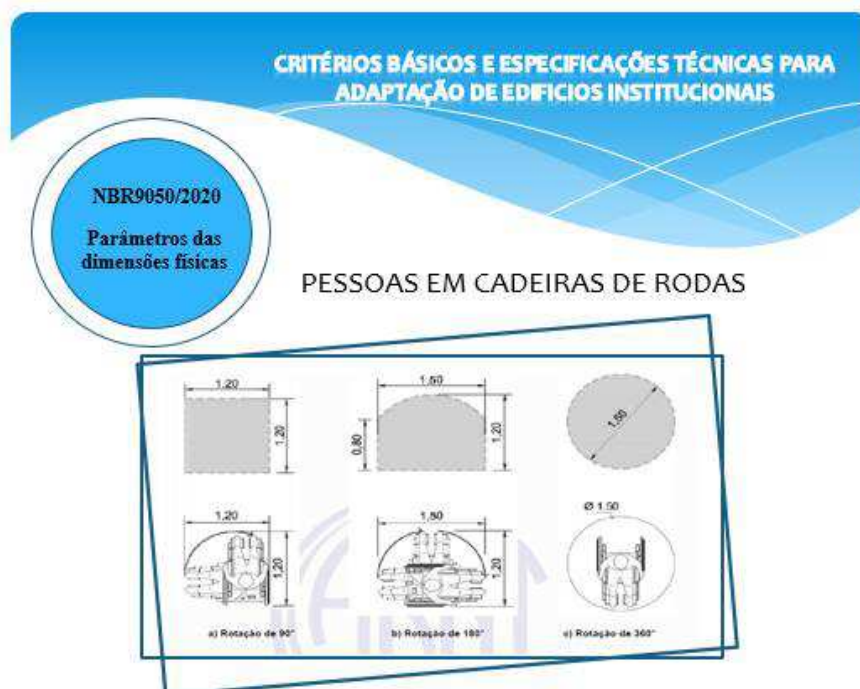 CRITÉRIOS BÁSICOS E ESPECIFICAÇÕES TÉCNICAS PARA
ADAPTAÇÃO DE EDIFICIOS INSTITUCIONAIS
NBR9050/2020
Parâmetros das
dimensões físicas
PESSOAS EM CADEIRAS DE RODAS
1,20
1,20
1,50
0,80
1,20
1,50
1,20
1,20
1,50
1,20
Ø 1.50
a) Rotação de 90°
b) Rotação de 180°
c) Rotação de 360°